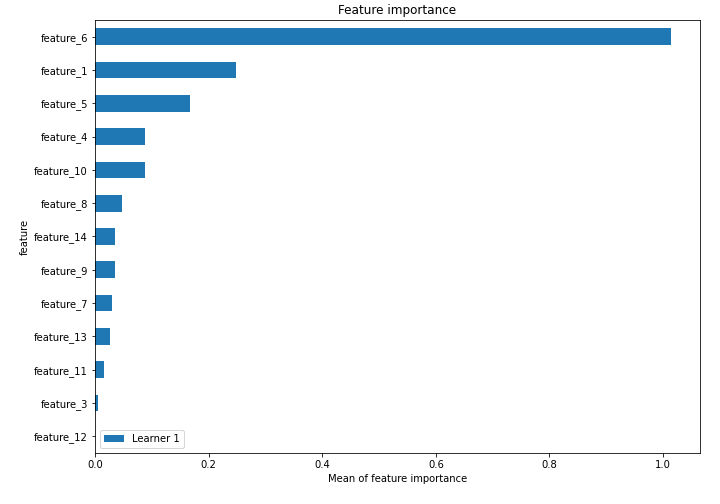 Feature importance
feature_6
feature_1
feature_5
feature_4
feature_10
feature_8
feature_14
feature_9
feature_7
feature_13
feature_11
feature_3
feature_12
feature
Learner 1
0.0 0.2 0.4 0.6 0.8 1.0
Mean of feature importance